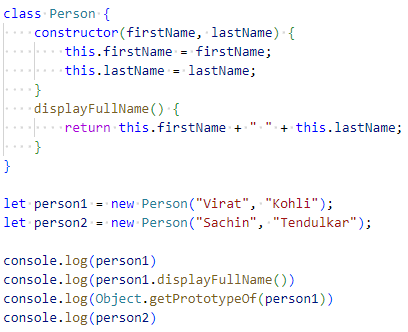 class Person {
    constructor(firstName, lastName) {
        this.firstName = firstName;
        this.lastName = lastName;
    }
    displayFullName() {
        return this.firstName + " " + this.lastName;
    }
}

let person1 = new Person("Virat", "Kohli");
let person2 = new Person("Sachin", "Tendulkar");

console.log(person1)
console.log(person1.displayFullName())
console.log(Object.getPrototypeOf(person1))
console.log(person2)